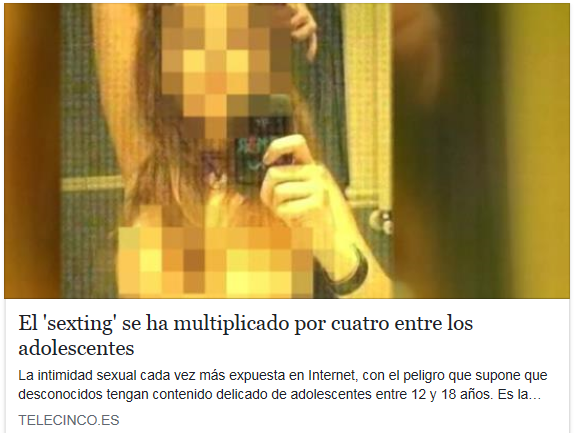 El 'sexting' se ha multiplicado por cuatro entre los
adolescentes
La intimidad sexual cada vez más expuesta en Internet, con el peligro que supone que
desconocidos tengan contenido delicado de adolescentes entre 12 y 18 años. Es la…
TELECINCO.ES